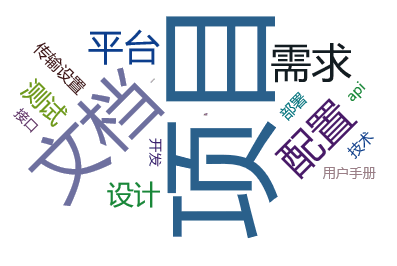 平台
项目
需求
传输设置
文档
测试
接口
api
部署
配置
开发
技术
设计
用户手册